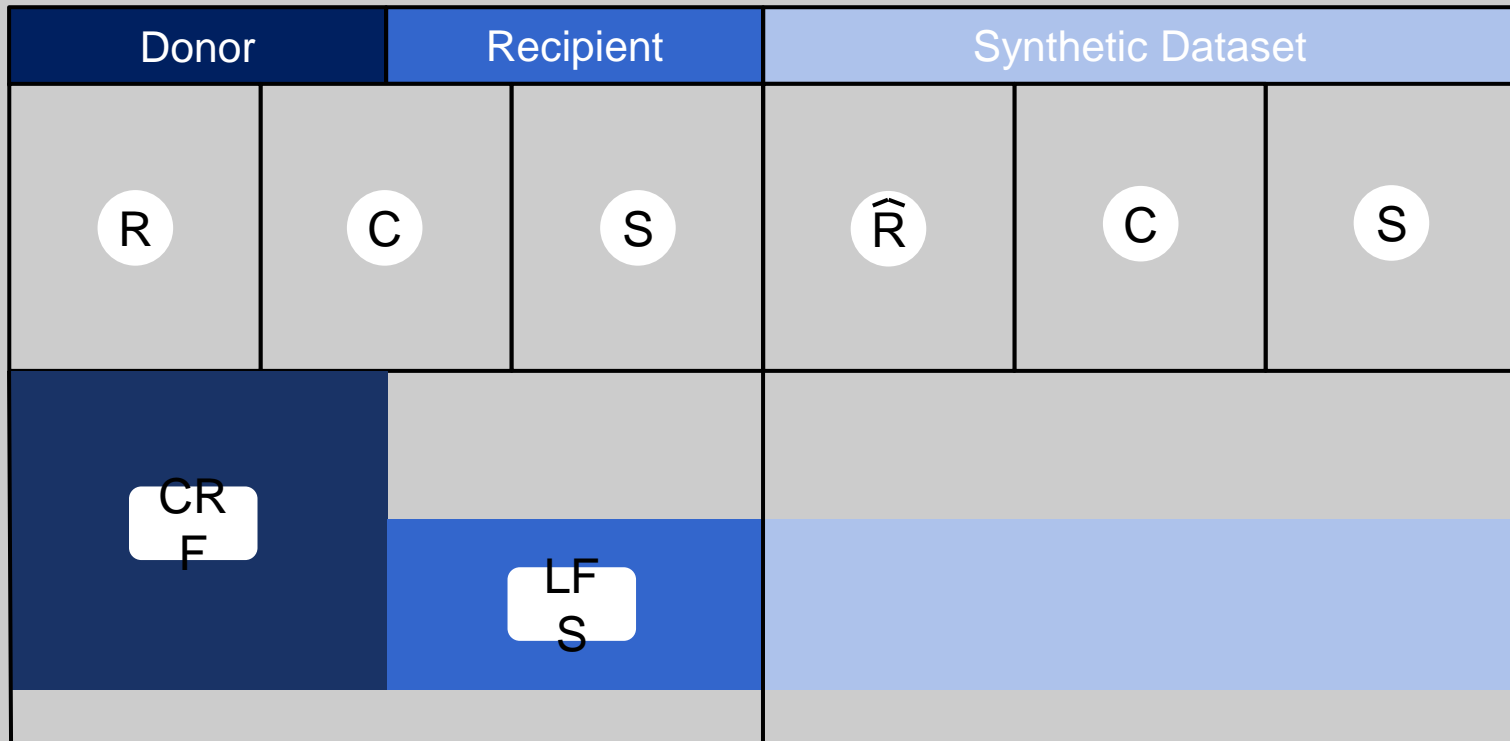 Donor Recipient Synthetic Dataset
R C S R̂ C S
CR
F
LF
S